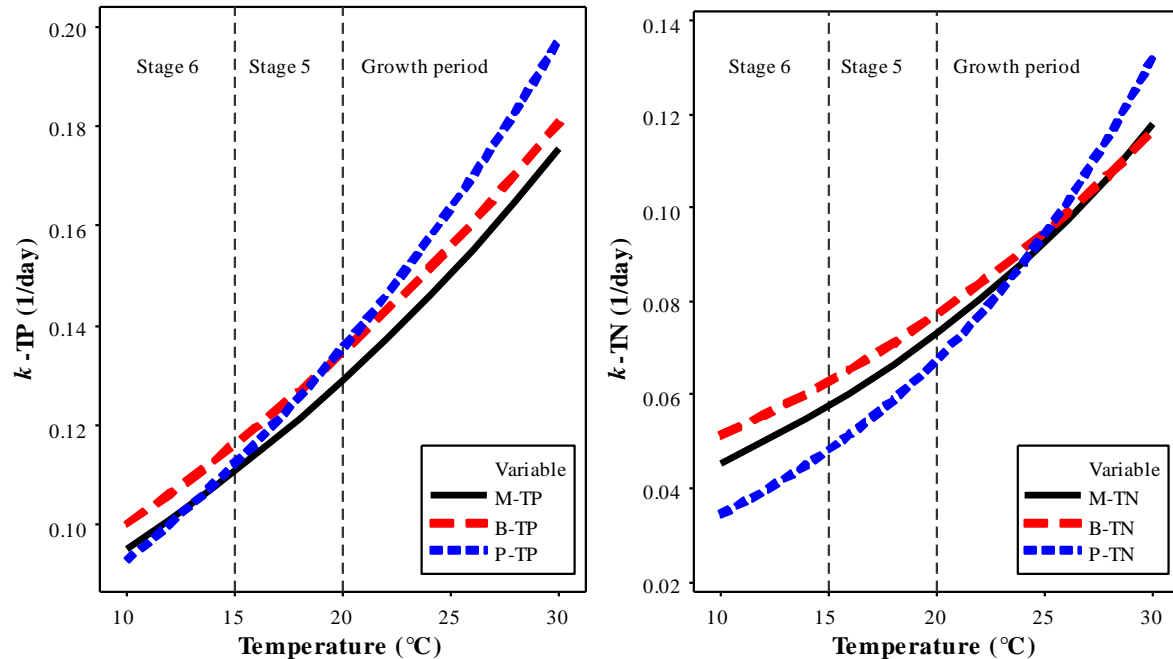 0.20
0.18
0.16
0.14
0.12
0.10
k-TP (1/day)
Stage 6
Stage 5
Growth period
Variable
M-TP
B-TP
P-TP
10 15 20 25 30
Temperature (°C)
0.14
0.12
0.10
0.08
0.06
0.04
0.02
k-TN (1/day)
Stage 6
Stage 5
Growth period
Variable
M-TN
B-TN
P-TN
10 15 20 25 30
Temperature (°C)